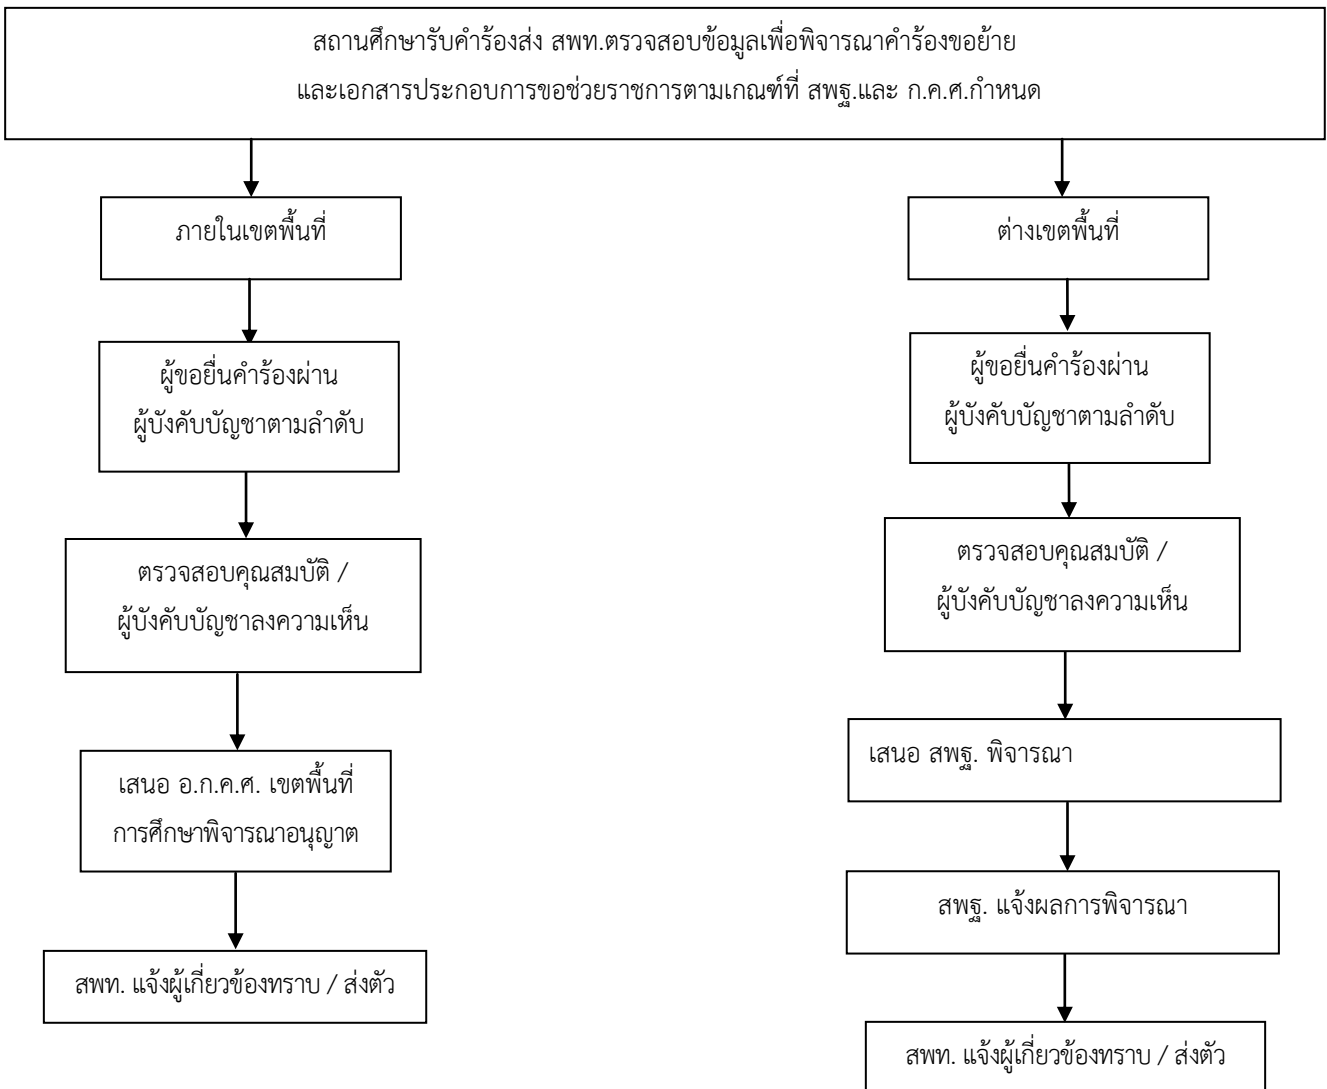 สถานศึกษารับคำร้องส่ง สพท.ตรวจสอบข้อมูลเพื่อพิจารณาคำร้องขอย้าย
และเอกสารประกอบการขอช่วยราชการตามเกณฑ์ที่ สพฐ.และ ก.ค.ศ.กำหนด
ภายในเขตพื้นที่
ผู้ขอยื่นคำร้องผ่าน
ผู้บังคับบัญชาตามลำดับ
ตรวจสอบคุณสมบัติ /
ผู้บังคับบัญชาลงความเห็น
เสนอ อ.ก.ค.ศ. เขตพื้นที่
การศึกษาพิจารณาอนุญาต
สพท. แจ้งผู้เกี่ยวข้องทราบ / ส่งตัว
ต่างเขตพื้นที่
ผู้ขอยื่นคำร้องผ่าน
ผู้บังคับบัญชาตามลำดับ
ตรวจสอบคุณสมบัติ /
ผู้บังคับบัญชาลงความเห็น
เสนอ สพฐ. พิจารณา
สพฐ. แจ้งผลการพิจารณา
สพท. แจ้งผู้เกี่ยวข้องทราบ / ส่งตัว